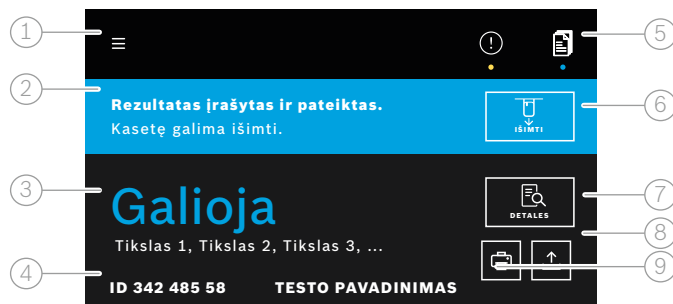 1
5
2
Rezultatas įrašytas ir pateiktas.
Kasetę galima išimti.
IŠIMTI
6
3
Galioja
Tikslas 1, Tikslas 2, Tikslas 3, ...
DETALES
7
8
9
4
ID 342 485 58 TESTO PAVADINIMAS